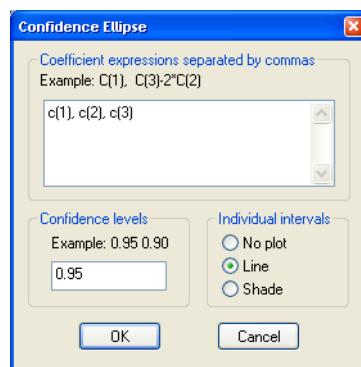 Confidence Ellipse
Coefficient expressions separated by commas
Example: C(1), C(3)-2*C(2)
c(1), c(2), c(3)
Confidence levels
Example: 0.95 0.90
0.95
Individual intervals
No plot
Line
Shade
OK
Cancel